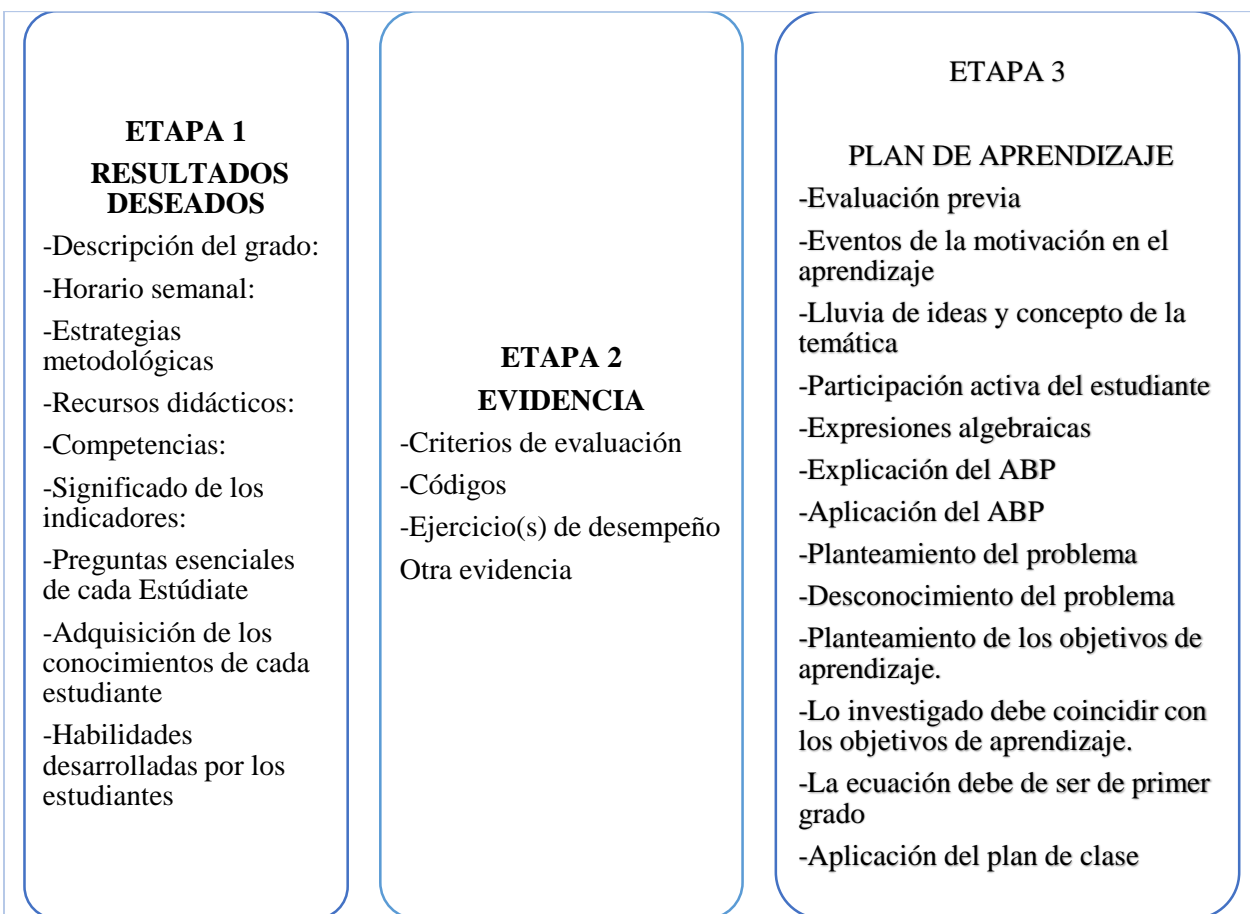 ETAPA 1
RESULTADOS
DESEADOS
-Descripción del grado:
-Horario semanal:
-Estrategias
metodológicas
-Recursos didácticos:
-Competencias:
-Significado de los
indicadores:
-Preguntas esenciales
de cada Estúdiate
-Adquisición de los
conocimientos de cada
estudiante
-Habilidades
desarrolladas por los
estudiantes
ETAPA 2
EVIDENCIA
-Criterios de evaluación
-Códigos
-Ejercicio(s) de desempeño
Otra evidencia
ETAPA 3
PLAN DE APRENDIZAJE
-Evaluación previa
-Eventos de la motivación en el
aprendizaje
-Lluvia de ideas y concepto de la
temática
-Participación activa del estudiante
-Expresiones algebraicas
-Explicación del ABP
-Aplicación del ABP
-Planteamiento del problema
-Desconocimiento del problema
-Planteamiento de los objetivos de
aprendizaje.
-Lo investigado debe coincidir con
los objetivos de aprendizaje.
-La ecuación debe de ser de primer
grado
-Aplicación del plan de clase